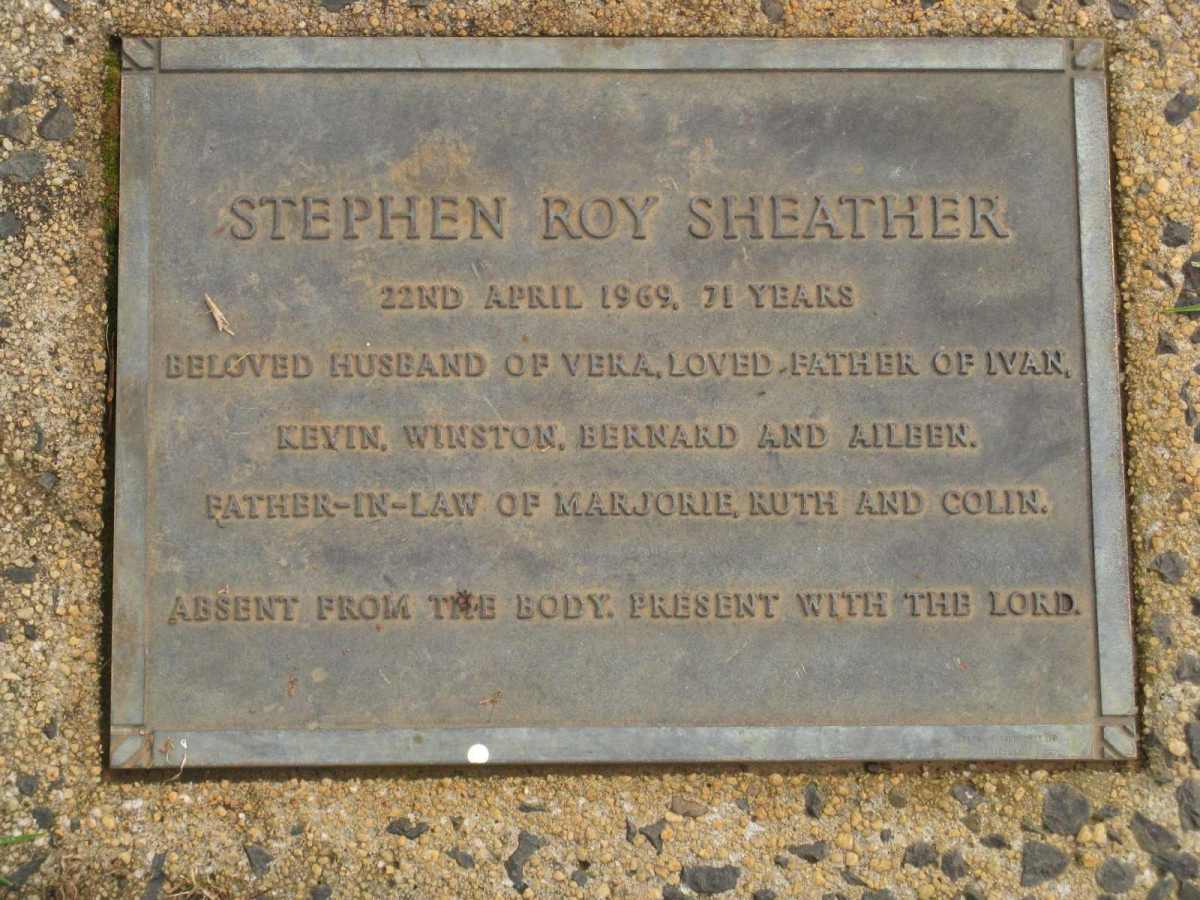 STEPHEN ROY SHEATHER
22ND APRIL 1969, 71 YEARS
BELOVED HUSBAND OF VERA, LOVED FATHER OF IVAN,
KEVIN, WINSTON, BERNARD AND AILEEN.
FATHER-IN-LAW OF MARJORIE, RUTH AND COLIN.
ABSENT FROM THE BODY. PRESENT WITH THE LORD.